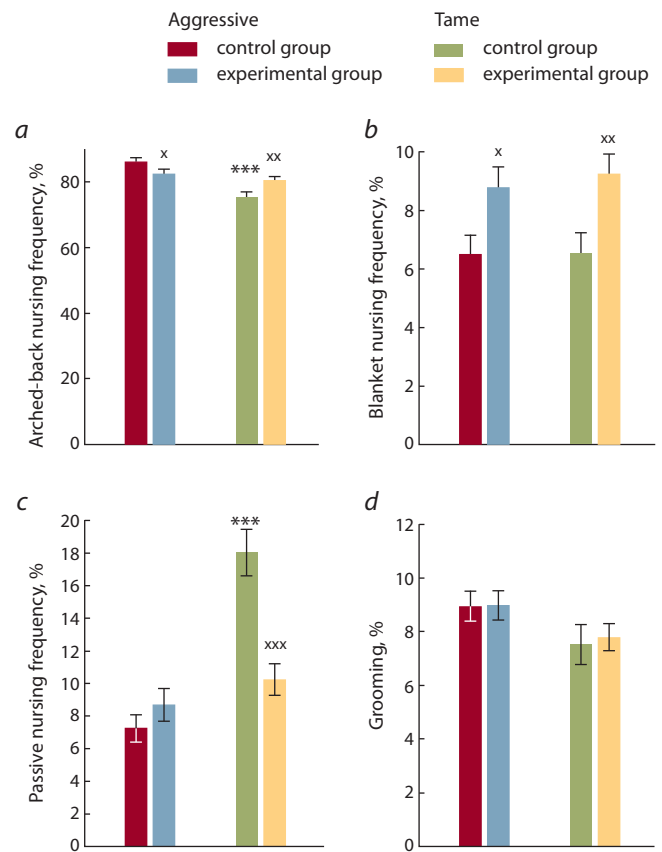 Aggressive Tame
control group control group
experimental group experimental group
a
Arched-back nursing frequency, %
80
60
40
20
0
x
***
xx
b
Blanket nursing frequency, %
10
8
6
4
2
0
x
xx
c
Passive nursing frequency, %
20
18
16
14
12
10
8
6
4
2
0
***
xxx
d
Grooming, %
12
10
8
6
4
2
0